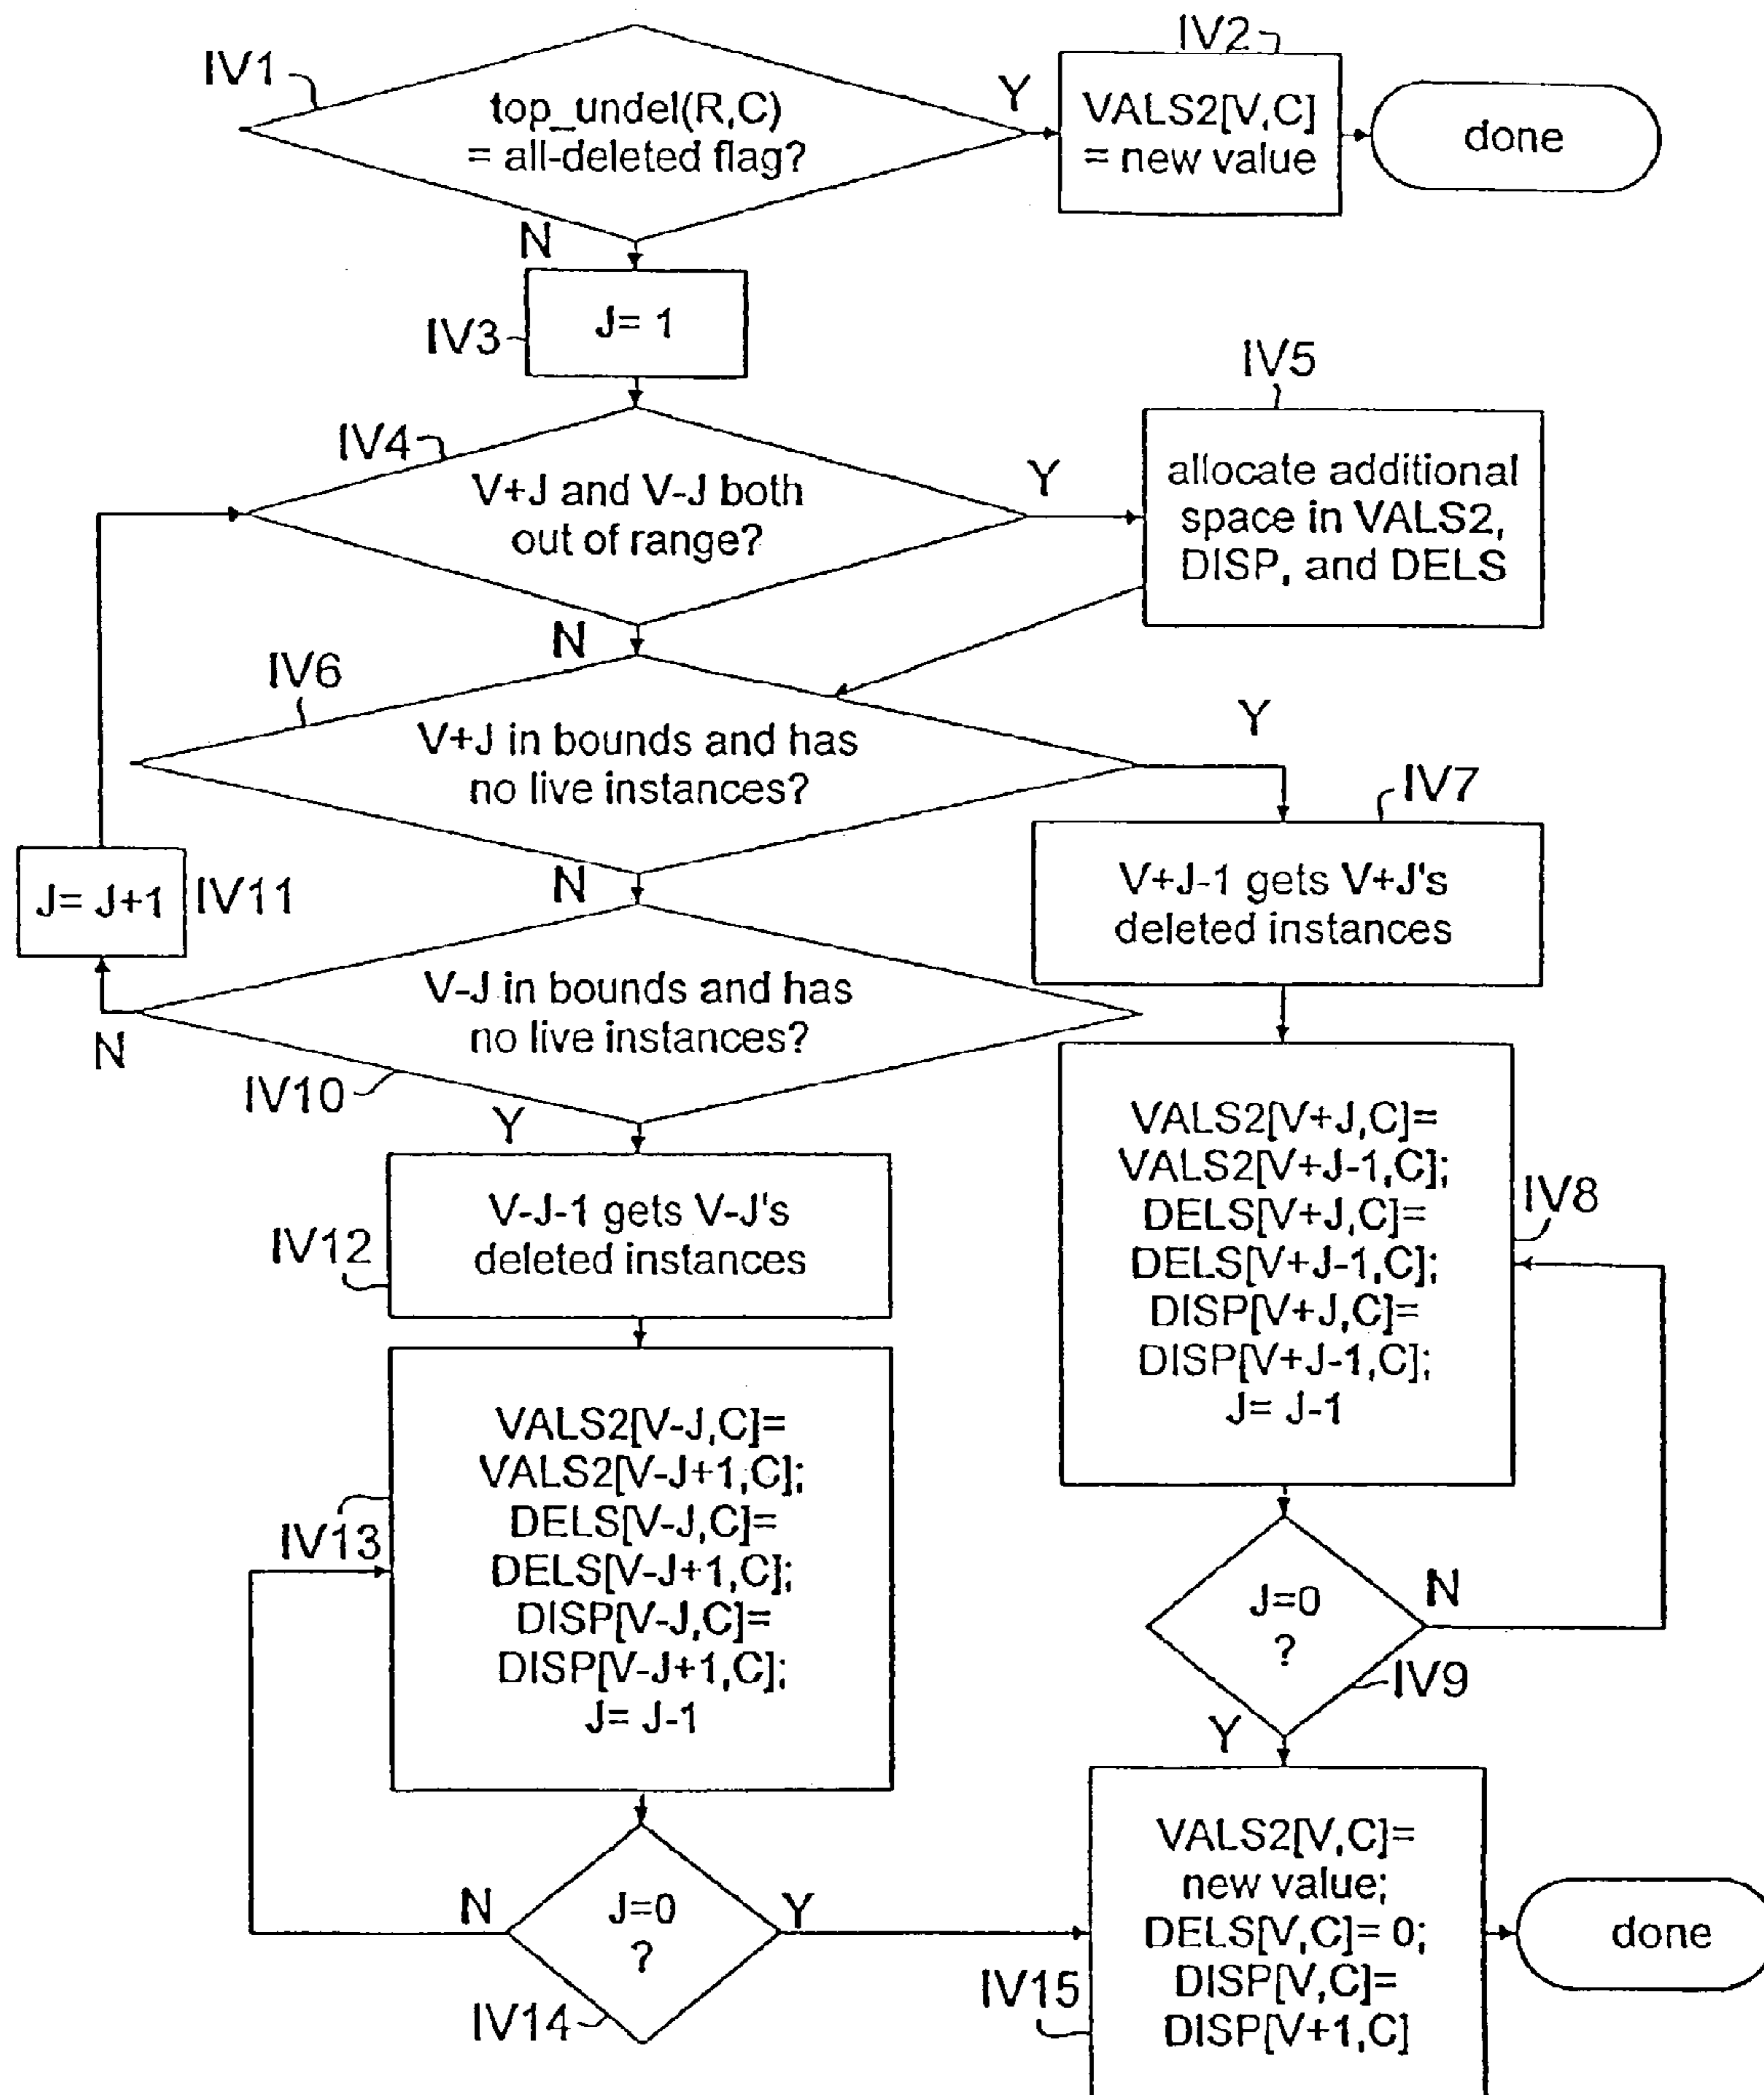 IV1
top_undel(R,C)
= all-deleted flag?
Y
IV2
VALS2[V,C]
= new value
done
N
IV3
J= 1
IV4
V+J and V-J both
out of range?
Y
IV5
allocate additional
space in VALS2,
DISP, and DELS
N
IV6
V+J in bounds and has
no live instances?
Y
IV7
V+J-1 gets V+J's
deleted instances
N
J= J+1
IV11
V-J in bounds and has
no live instances?
N
IV10
Y
IV12
V-J-1 gets V-J's
deleted instances
VALS2[V+J,C]=
VALS2[V+J-1,C];
DELS[V+J,C]=
DELS[V+J-1,C];
DISP[V+J,C]=
DISP[V+J-1,C];
J= J-1
IV8
IV13
VALS2[V-J,C]=
VALS2[V-J+1,C];
DELS[V-J,C]=
DELS[V-J+1,C];
DISP[V-J,C]=
DISP[V-J+1,C];
J= J-1
J=0
?
N
IV9
Y
N
J=0
?
Y
IV14
IV15
VALS2[V,C]=
new value;
DELS[V,C]= 0;
DISP[V,C]=
DISP[V+1,C]
done